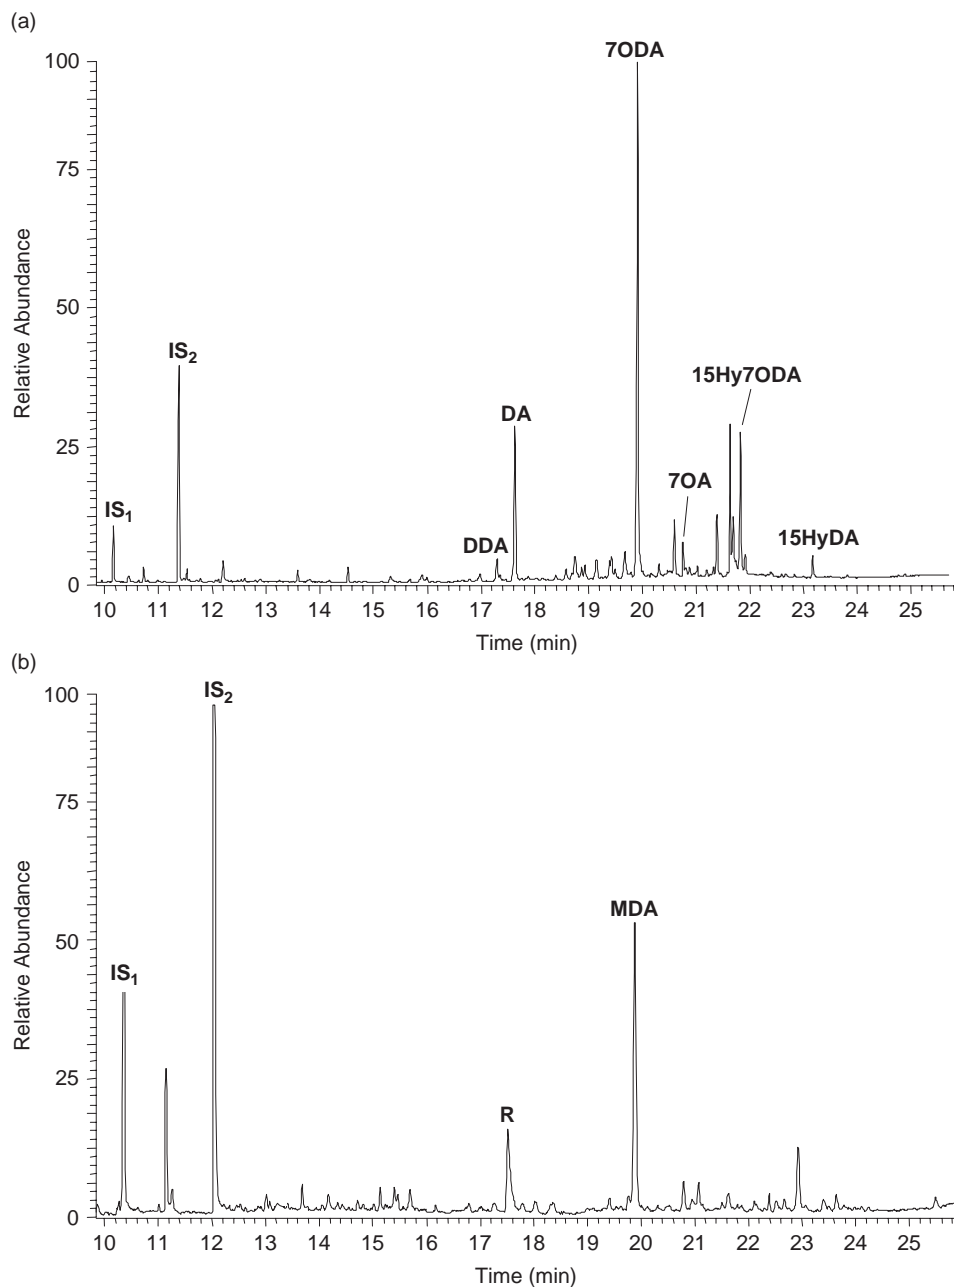 (a)
7ODA
100
75
50
25
0
Relative Abundance
IS2
15Hy7ODA
DA
7OA
IS1
DDA
15HyDA
10 11 12 13 14 15 16 17 18 19 20 21 22 23 24 25
Time (min)
(b)
IS2
100
75
50
25
0
Relative Abundance
MDA
IS1
R
10 11 12 13 14 15 16 17 18 19 20 21 22 23 24 25
Time (min)